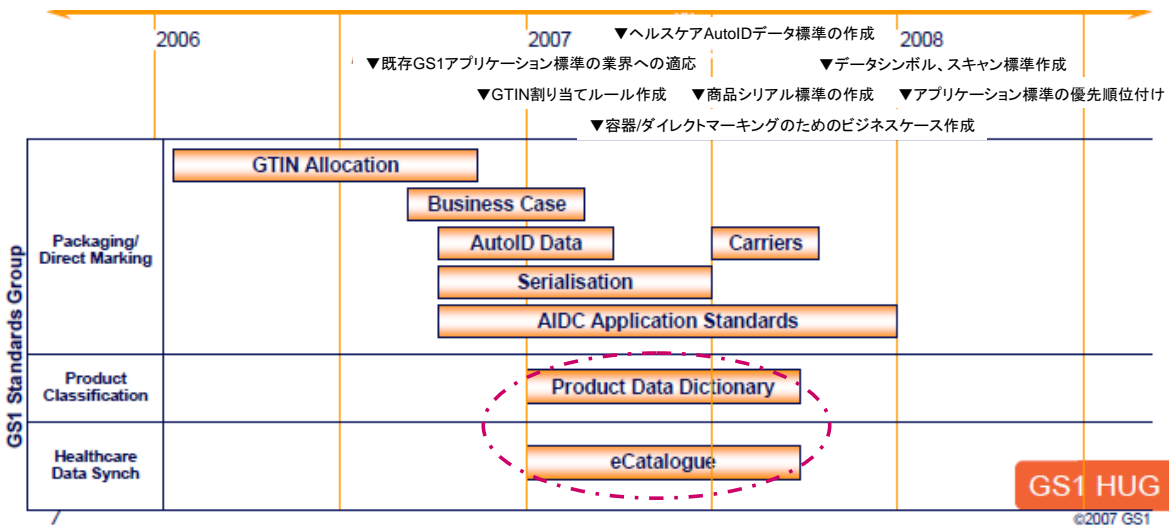 2006
2007
▼ヘルスケアAutoIDデータ標準の作成
2008
▼既存GS1アプリケーション標準の業界への適応
▼データシンボル、スキャン標準作成
▼GTIN割り当てルール作成
▼商品シリアル標準の作成
▼アプリケーション標準の優先順位付け
▼容器/ダイレクトマーキングのためのビジネスケース作成
GS1 Standards Group
Packaging/
Direct Marking
GTIN Allocation
Business Case
AutoID Data
Carriers
Serialisation
AIDC Application Standards
Product
Classification
Product Data Dictionary
Healthcare
Data Synch
eCatalogue
GS1 HUG
©2007 GS1